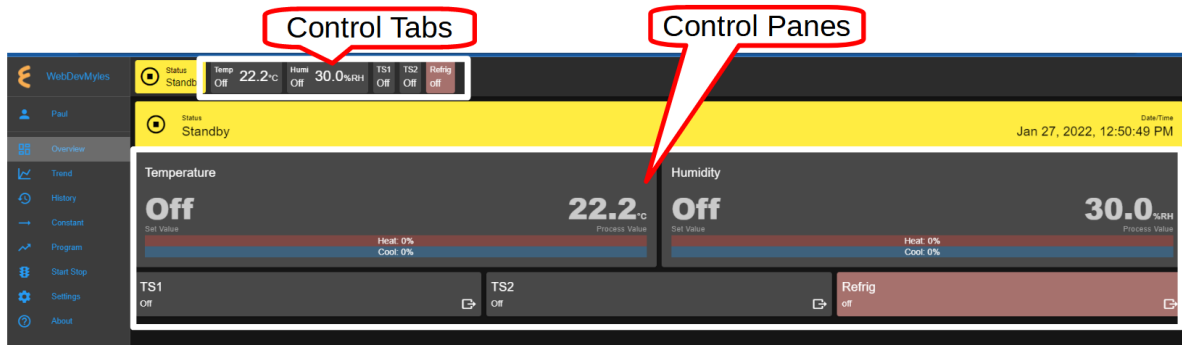 Control Tabs
Control Panes
WebDevMyles
Status
Standb
Temp
Off
22.2°C
Humi
Off
30.0%RH
TS1
Off
TS2
Off
Refrig
off
Paul
Overview
Trend
History
Constant
Program
Start Stop
Settings
About
Status
Standby
Date/Time
Jan 27, 2022, 12:50:49 PM
Temperature
Off
22.2°C
Set Value
Process Value
Heat: 0%
Cool: 0%
Humidity
Off
30.0%RH
Set Value
Process Value
Heat: 0%
Cool: 0%
TS1
Off
TS2
Off
Refrig
off